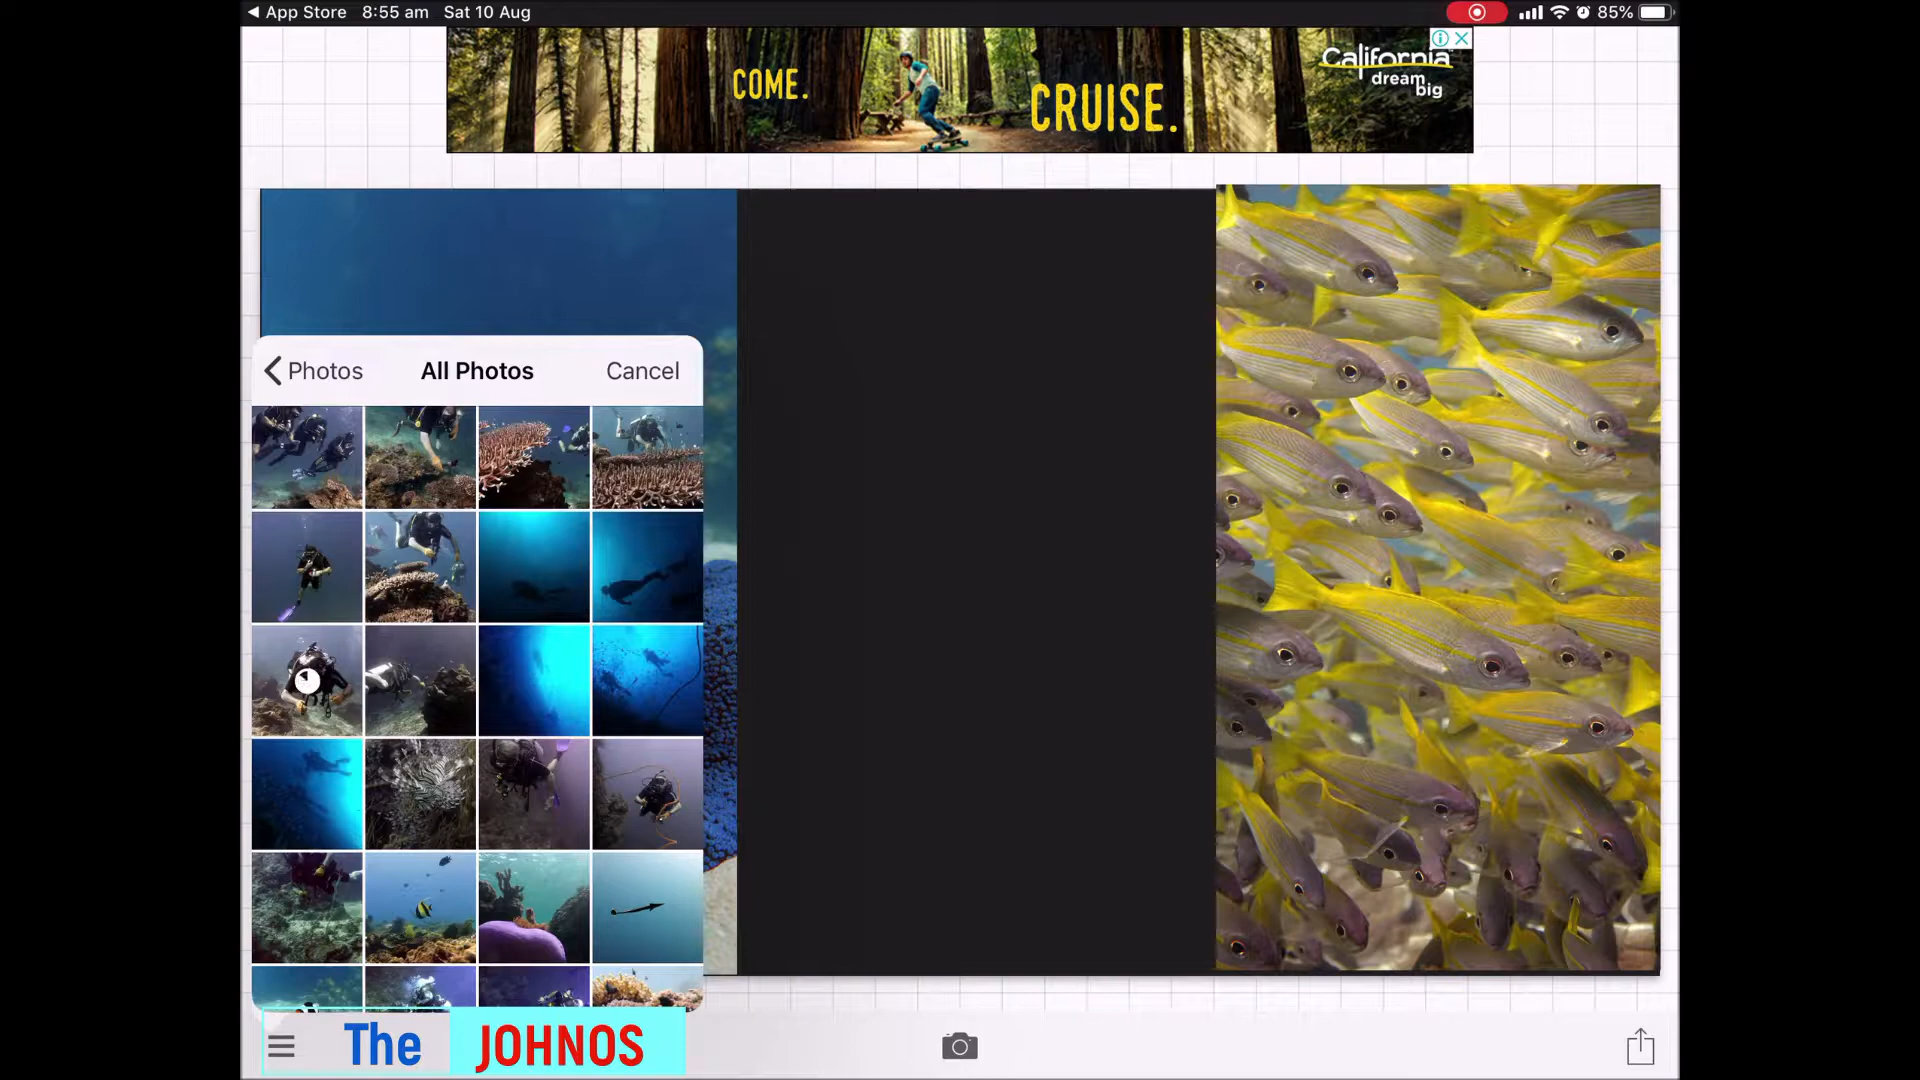 App Store 8:55 am Sat 10 Aug 85%
COME. CRUISE.
California
dream
big
Photos All Photos Cancel
The JOHNOS